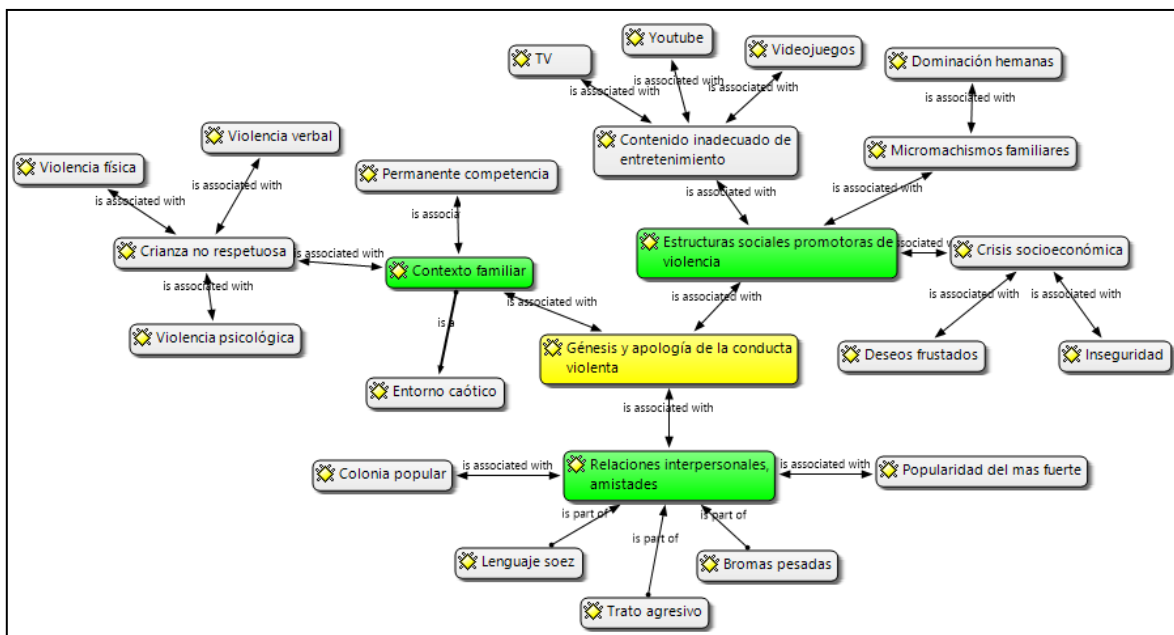 Youtube
Videojuegos
TV
Dominación hemanas
is associated with
is associated with
is associated with
is associated with
Contenido inadecuado de
entretenimiento
Micromachismos familiares
Violencia verbal
Violencia física
Permanente competencia
is associated with
is associated with
is associated with
is associated with
is associa
Crianza no respetuosa
is associated with
Contexto familiar
Estructuras sociales promotoras de
violencia
sociated w
Crisis socioeconómica
is associated with
is associated with
is associated with
is associated with
is associated with
is a
Violencia psicológica
Génesis y apología de la conducta
violenta
Deseos frustados
Inseguridad
Entorno caótico
is associated with
Colonia popular
is associated with
Relaciones interpersonales,
amistades
is associated with
Popularidad del mas fuerte
is part of
is part of
is part of
Lenguaje soez
Bromas pesadas
Trato agresivo